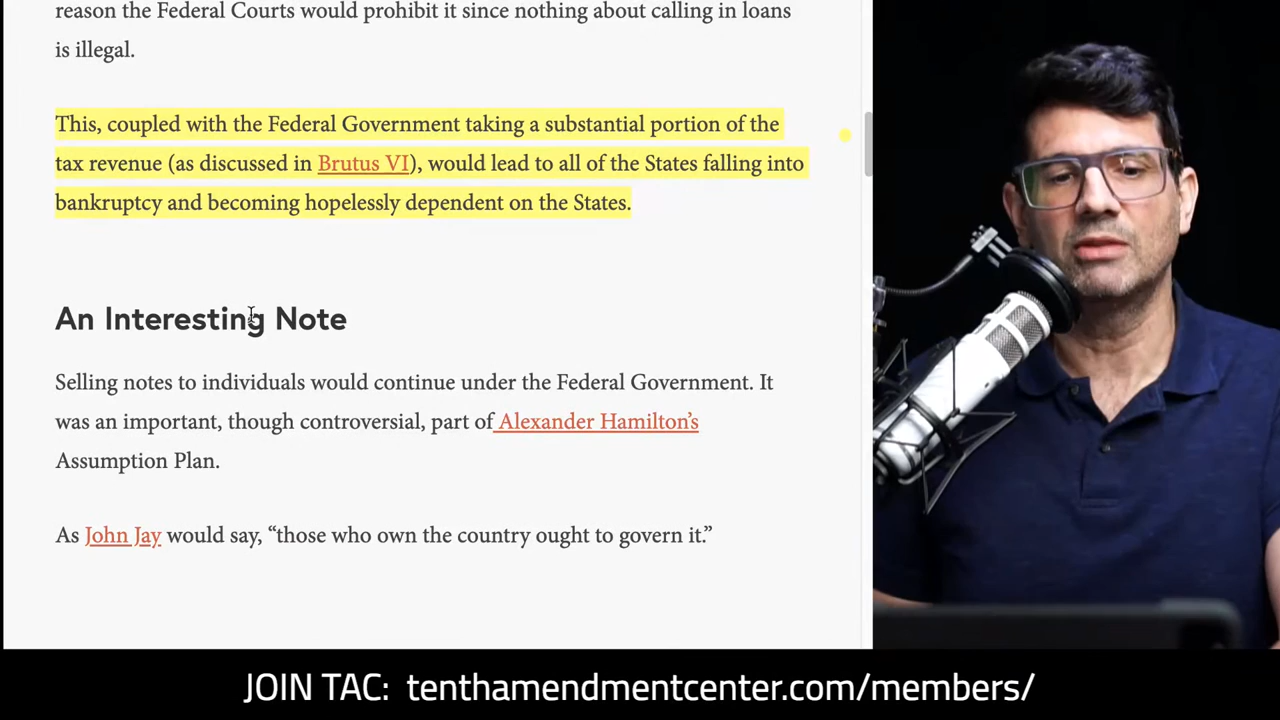 reason the Federal Courts would prohibit it since nothing about calling in loans
is illegal.
This, coupled with the Federal Government taking a substantial portion of the
tax revenue (as discussed in Brutus VI), would lead to all of the States falling into
bankruptcy and becoming hopelessly dependent on the States.
An Interesting Note
Selling notes to individuals would continue under the Federal Government. It
was an important, though controversial, part of Alexander Hamilton’s
Assumption Plan.
As John Jay would say, “those who own the country ought to govern it.”
JOIN TAC: tenthamendmentcenter.com/members/